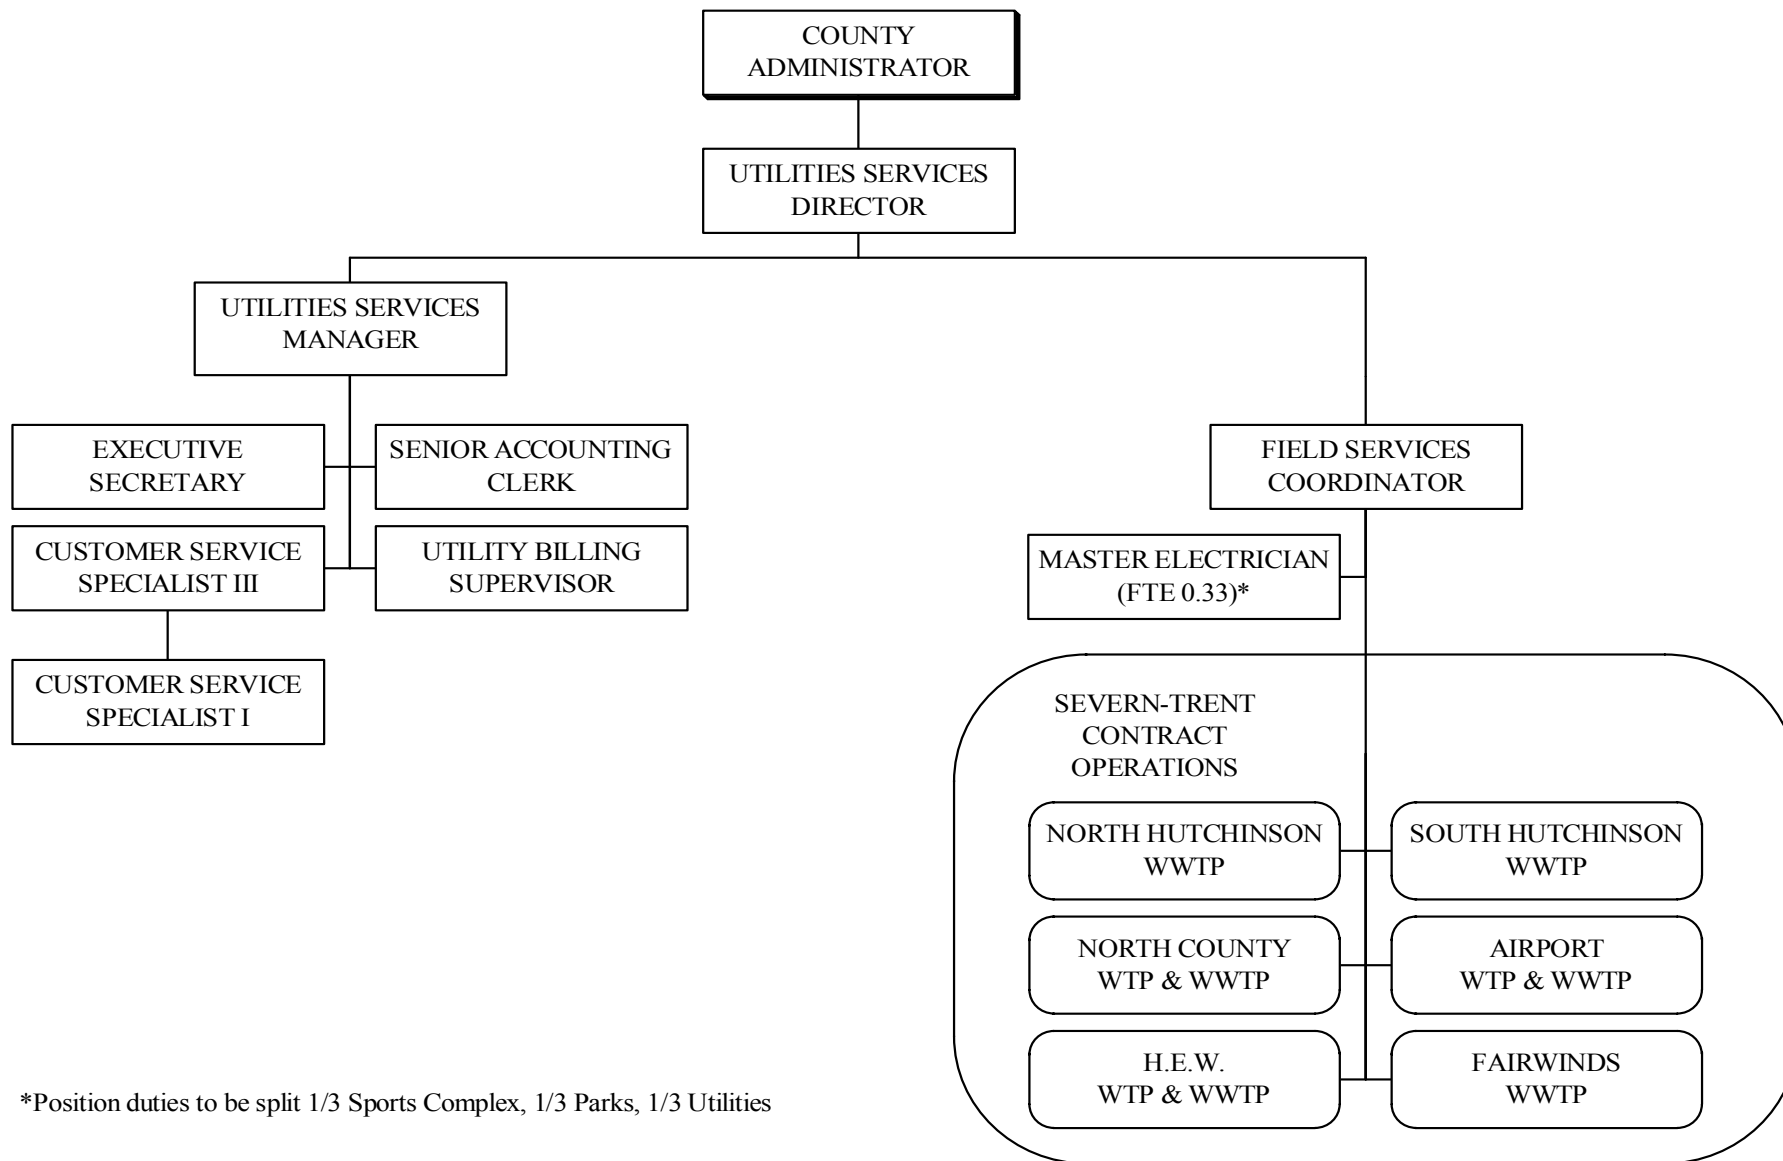 COUNTY
ADMINISTRATOR
UTILITIES SERVICES
DIRECTOR
UTILITIES SERVICES
MANAGER
EXECUTIVE
SECRETARY
SENIOR ACCOUNTING
CLERK
CUSTOMER SERVICE
SPECIALIST III
UTILITY BILLING
SUPERVISOR
CUSTOMER SERVICE
SPECIALIST I
FIELD SERVICES
COORDINATOR
MASTER ELECTRICIAN
(FTE 0.33)*
SEVERN-TRENT
CONTRACT
OPERATIONS
NORTH HUTCHINSON
WWTP
SOUTH HUTCHINSON
WWTP
NORTH COUNTY
WTP & WWTP
AIRPORT
WTP & WWTP
H.E.W.
WTP & WWTP
FAIRWINDS
WWTP
*Position duties to be split 1/3 Sports Complex, 1/3 Parks, 1/3 Utilities